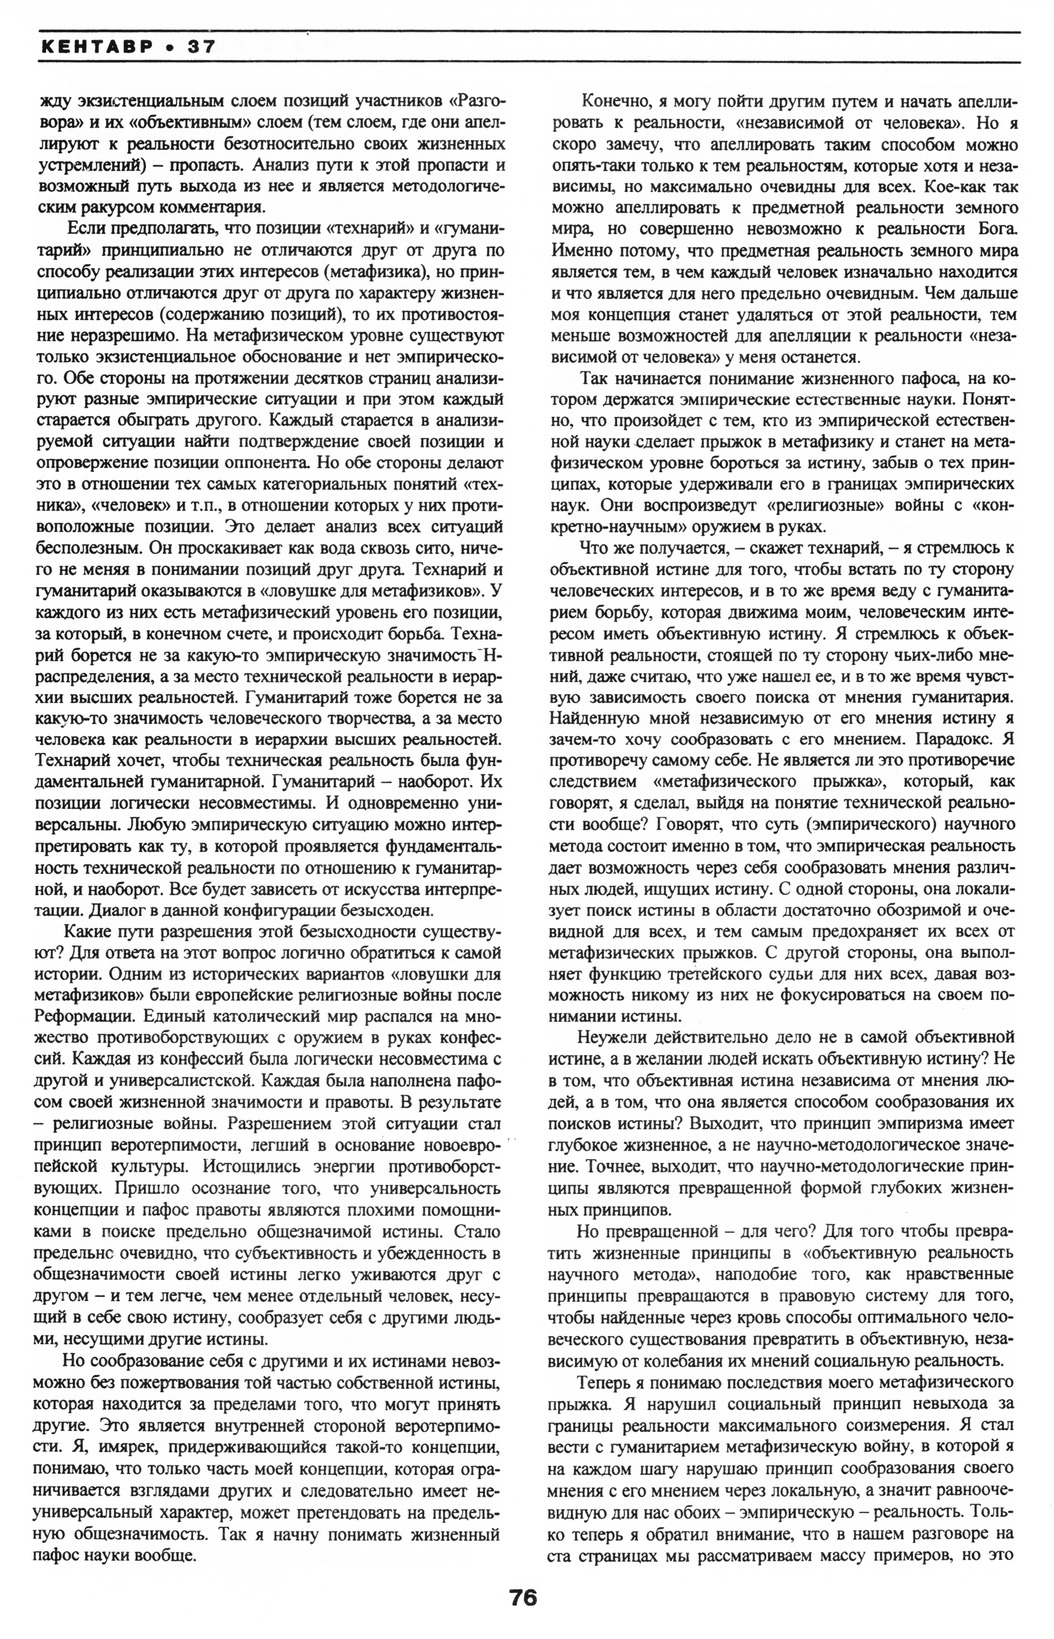 КЕНТАВР • 37
жду экзистенциальным слоем позиций участников «Разго-
вора» и их «объективным» слоем (тем слоем, где они апел-
лируют к реальности безотносительно своих жизненных
устремлений) – пропасть. Анализ пути к этой пропасти и
возможный путь выхода из нее и является методологиче-
ским ракурсом комментария.
Если предполагать, что позиции «технарий» и «гумани-
тарий» принципиально не отличаются друг от друга по
способу реализации этих интересов (метафизика), но прин-
ципиально отличаются друг от друга по характеру жизнен-
ных интересов (содержанию позиций), то их противостоя-
ние неразрешимо. На метафизическом уровне существуют
только экзистенциальное обоснование и нет эмпирическо-
го. Обе стороны на протяжении десятков страниц анализи-
руют разные эмпирические ситуации и при этом каждый
старается обыграть другого. Каждый старается в анализи-
руемой ситуации найти подтверждение своей позиции и
опровержение позиции оппонента. Но обе стороны делают
это в отношении тех самых категориальных понятий «тех-
ника», «человек» и т.п., в отношении которых у них проти-
воположные позиции. Это делает анализ всех ситуаций
бесполезным. Он проскакивает как вода сквозь сито, ниче-
го не меняя в понимании позиций друг друга. Технарий и
гуманитарий оказываются в «ловушке для метафизиков». У
каждого из них есть метафизический уровень его позиции,
за который, в конечном счете, и происходит борьба. Техна-
рий борется не за какую-то эмпирическую значимость Н-
распределения, а за место технической реальности в иерар-
хии высших реальностей. Гуманитарий тоже борется не за
какую-то значимость человеческого творчества, а за место
человека как реальности в иерархии высших реальностей.
Технарий хочет, чтобы техническая реальность была фун-
даментальней гуманитарной. Гуманитарий – наоборот. Их
позиции логически несовместимы. И одновременно уни-
версальны. Любую эмпирическую ситуацию можно интер-
претировать как ту, в которой проявляется фундаменталь-
ность технической реальности по отношению к гуманитар-
ной, и наоборот. Все будет зависеть от искусства интерпре-
тации. Диалог в данной конфигурации безысходен.
Какие пути разрешения этой безысходности существу-
ют? Для ответа на этот вопрос логично обратиться к самой
истории. Одним из исторических вариантов «ловушки для
метафизиков» были европейские религиозные войны после
Реформации. Единый католический мир распался на мно-
жество противоборствующих с оружием в руках конфес-
сий. Каждая из конфессий была логически несовместима с
другой и универсалистской. Каждая была наполнена пафо-
сом своей жизненной значимости и правоты. В результате
– религиозные войны. Разрешением этой ситуации стал
принцип веротерпимости, легший в основание новоевро-
пейской культуры. Истощились энергии противоборст-
вующих. Пришло осознание того, что универсальность
концепции и пафос правоты являются плохими помощни-
ками в поиске предельно общезначимой истины. Стало
предельно очевидно, что субъективность и убежденность в
общезначимости своей истины легко уживаются друг с
другом – и тем легче, чем менее отдельный человек, несу-
щий в себе свою истину, сообразует себя с другими людь-
ми, несущими другие истины.
Но сообразование себя с другими и их истинами невоз-
можно без пожертвования той частью собственной истины,
которая находится за пределами того, что могут принять
другие. Это является внутренней стороной веротерпимо-
сти. Я, имярек, придерживающийся такой-то концепции,
понимаю, что только часть моей концепции, которая огра-
ничивается взглядами других и следовательно имеет не-
универсальный характер, может претендовать на предель-
ную общезначимость. Так я начну понимать жизненный
пафос науки вообще.
Конечно, я могу пойти другим путем и начать апелли-
ровать к реальности, «независимой от человека». Но я
скоро замечу, что апеллировать таким способом можно
опять-таки только к тем реальностям, которые хотя и неза-
висимы, но максимально очевидны для всех. Кое-как так
можно апеллировать к предметной реальности земного
мира, но совершенно невозможно к реальности Бога.
Именно потому, что предметная реальность земного мира
является тем, в чем каждый человек изначально находится
и что является для него предельно очевидным. Чем дальше
моя концепция станет удаляться от этой реальности, тем
меньше возможностей для апелляции к реальности «неза-
висимой от человека» у меня останется.
Так начинается понимание жизненного пафоса, на ко-
тором держатся эмпирические естественные науки. Понят-
но, что произойдет с тем, кто из эмпирической естествен-
ной науки сделает прыжок в метафизику и станет на мета-
физическом уровне бороться за истину, забыв о тех прин-
ципах, которые удерживали его в границах эмпирических
наук. Они воспроизведут «религиозные» войны с «кон-
кретно-научным» оружием в руках.
Что же получается, – скажет технарий, – я стремлюсь к
объективной истине для того, чтобы встать по ту сторону
человеческих интересов, и в то же время веду с гуманита-
рием борьбу, которая движима моим, человеческим инте-
ресом иметь объективную истину. Я стремлюсь к объек-
тивной реальности, стоящей по ту сторону чьих-либо мне-
ний, даже считаю, что уже нашел ее, и в то же время чувст-
вую зависимость своего поиска от мнения гуманитария.
Найденную мной независимую от его мнения истину я
зачем-то хочу сообразовать с его мнением. Парадокс. Я
противоречу самому себе. Не является ли это противоречие
следствием «метафизического прыжка», который, как
говорят, я сделал, выйдя на понятие технической реально-
сти вообще? Говорят, что суть (эмпирического) научного
метода состоит именно в том, что эмпирическая реальность
дает возможность через себя сообразовать мнения различ-
ных людей, ищущих истину. С одной стороны, она локали-
зует поиск истины в области достаточно обозримой и оче-
видной для всех, и тем самым предохраняет их всех от
метафизических прыжков. С другой стороны, она выпол-
няет функцию третейского судьи для них всех, давая воз-
можность никому из них не фокусироваться на своем по-
нимании истины.
Неужели действительно дело не в самой объективной
истине, а в желании людей искать объективную истину? Не
в том, что объективная истина независима от мнения лю-
дей, а в том, что она является способом сообразования их
поисков истины? Выходит, что принцип эмпиризма имеет
глубокое жизненное, а не научно-методологическое значе-
ние. Точнее, выходит, что научно-методологические прин-
ципы являются превращенной формой глубоких жизнен-
ных принципов.
Но превращенной – для чего? Для того чтобы превра-
тить жизненные принципы в «объективную реальность
научного метода», наподобие того, как нравственные
принципы превращаются в правовую систему для того,
чтобы найденные через кровь способы оптимального чело-
веческого существования превратить в объективную, неза-
висимую от колебания их мнений социальную реальность.
Теперь я понимаю последствия моего метафизического
прыжка. Я нарушил социальный принцип невыхода за
границы реальности максимального соизмерения. Я стал
вести с гуманитарием метафизическую войну, в которой я
на каждом шагу нарушаю принцип сообразования своего
мнения с его мнением через локальную, а значит равнооче-
видную для нас обоих – эмпирическую – реальность. Толь-
ко теперь я обратил внимание, что в нашем разговоре на
ста страницах мы рассматриваем массу примеров, но это
76